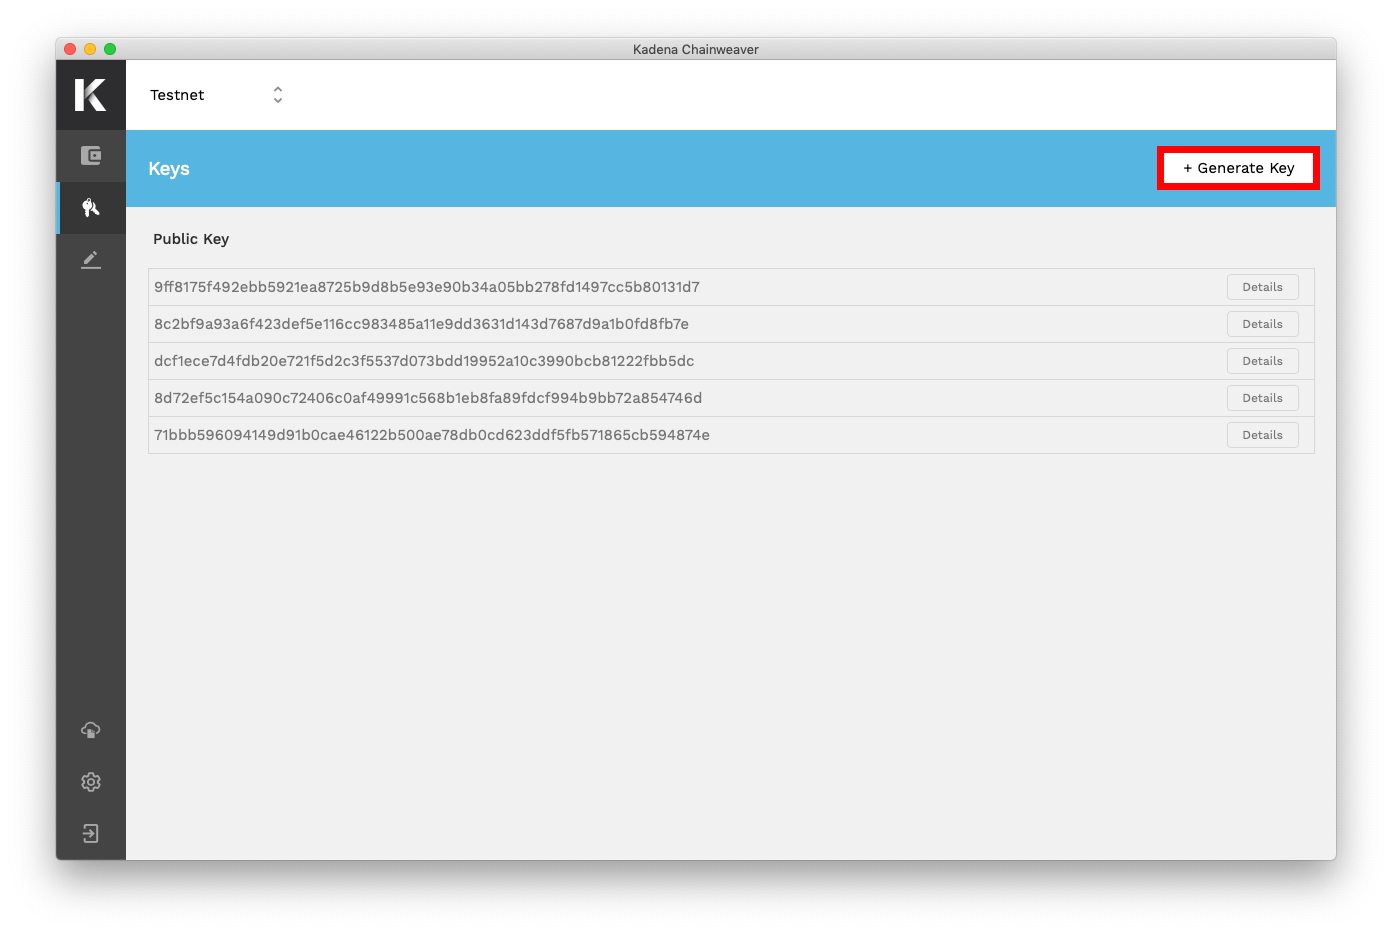 Kadena Chainweaver
K
Testnet
Keys
+ Generate Key
Public Key
9ff8175f492ebb5921ea8725b9d8b5e93e90b34a05bb278fd1497cc5b80131d7 Details
8c2bf9a93a6f423def5e116cc983485a11e9dd3631d143d7687d9a1b0fd8fb7e Details
dcf1ece7d4fdb20e721f5d2c3f5537d073bdd19952a10c3990bcb81222fbb5dc Details
8d72ef5c154a090c72406c0af49991c568b1eb8fa89fdcf994b9bb72a854746d Details
71bbb596094149d91b0cae46122b500ae78db0cd623ddf5fb571865cb594874e Details